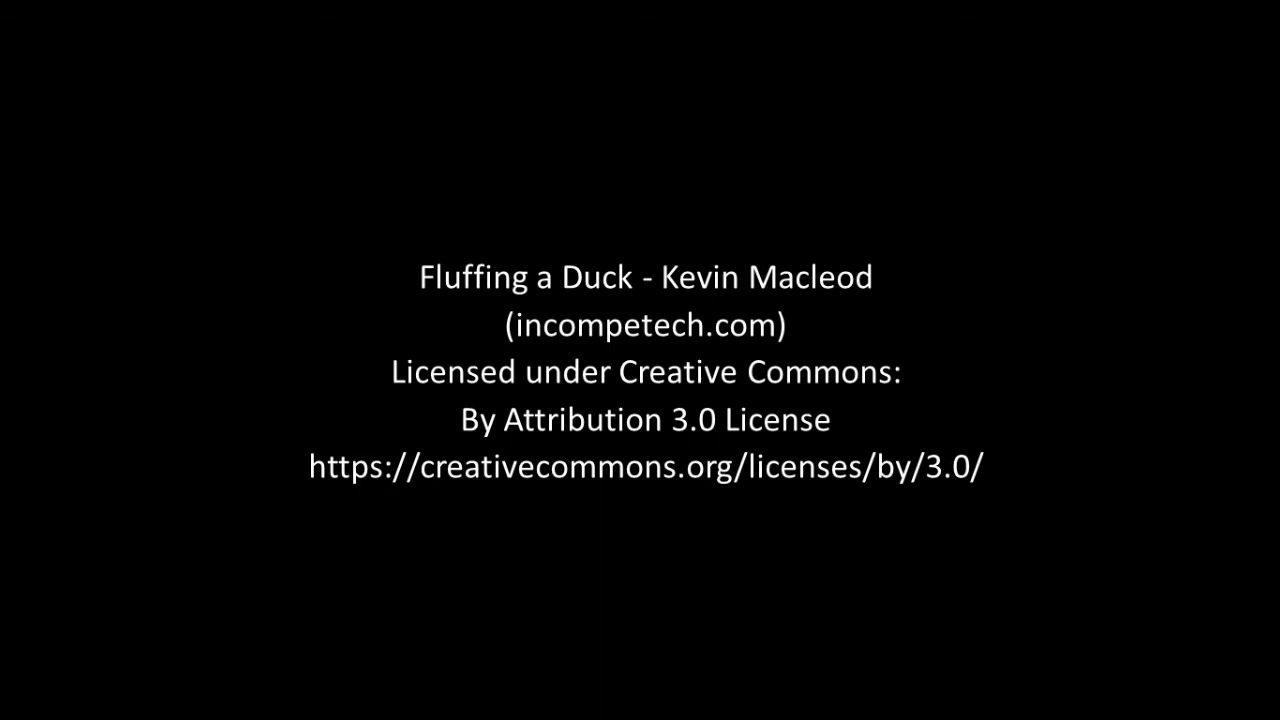 Fluffing a Duck - Kevin Macleod
(incompetech.com)
Licensed under Creative Commons:
By Attribution 3.0 License
https://creativecommons.org/licenses/by/3.0/